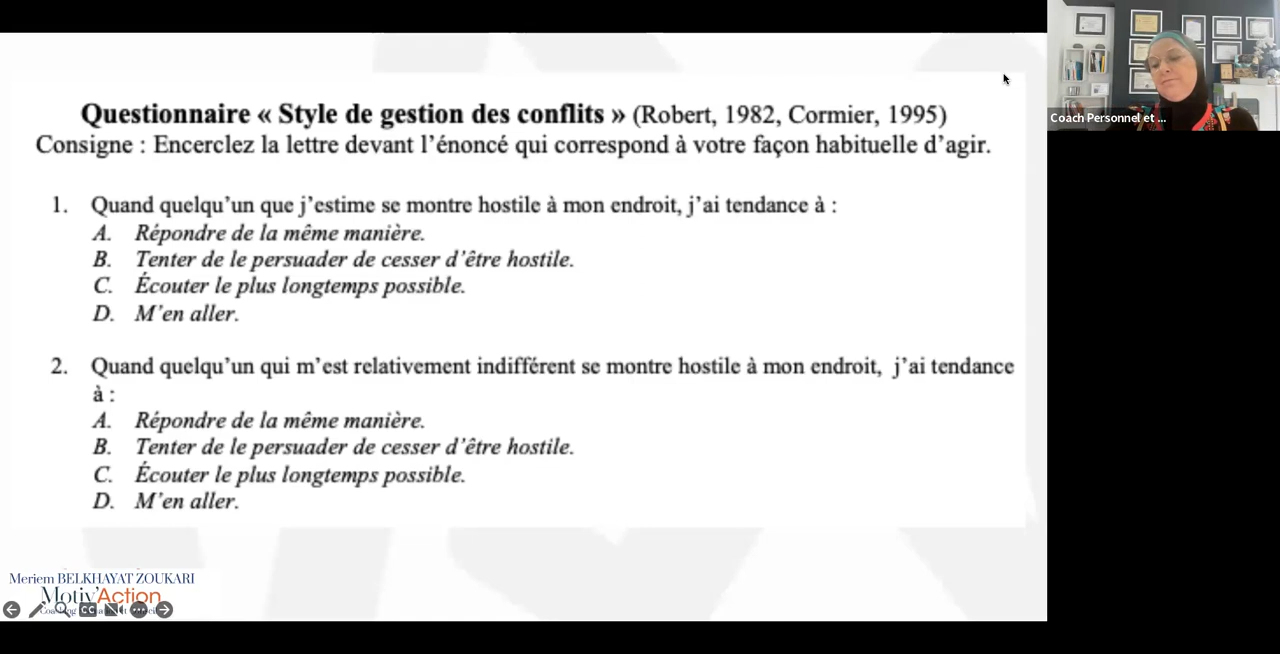 Questionnaire « Style de gestion des conflits » (Robert, 1982, Cormier, 1995)
Consigne : Encerclez la lettre devant l’énoncé qui correspond à votre façon habituelle d’agir.
1. Quand quelqu’un que j’estime se montre hostile à mon endroit, j’ai tendance à :
A. Répondre de la même manière.
B. Tenter de le persuader de cesser d’être hostile.
C. Écouter le plus longtemps possible.
D. M’en aller.
2. Quand quelqu’un qui m’est relativement indifférent se montre hostile à mon endroit, j’ai tendance
à :
A. Répondre de la même manière.
B. Tenter de le persuader de cesser d’être hostile.
C. Écouter le plus longtemps possible.
D. M’en aller.
Coach Personnel et ...
Meriem BELKHAYAT ZOUKARI
Motiv’Action
CC